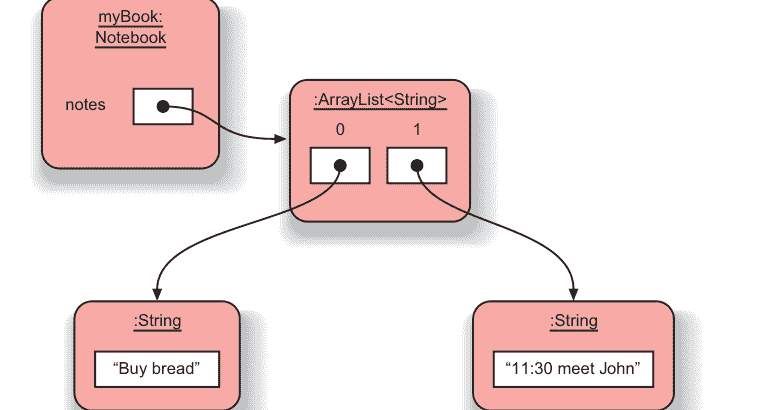 myBook:
Notebook
notes
:ArrayList<String>
0 1
:String
"Buy bread"
:String
"11:30 meet John"